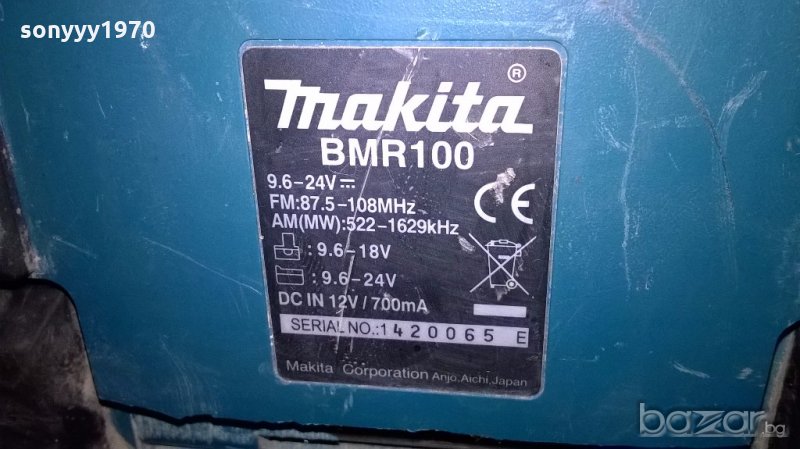 sonyyy1970
makita®
BMR100
9.6-24V⎓
FM:87.5-108MHz
AM(MW):522-1629kHz
CE
: 9.6-18V
: 9.6-24V
DC IN 12V / 700mA
SERIAL NO.:1420065 E
Makita Corporation Anjo, Aichi, Japan
bazar.bg